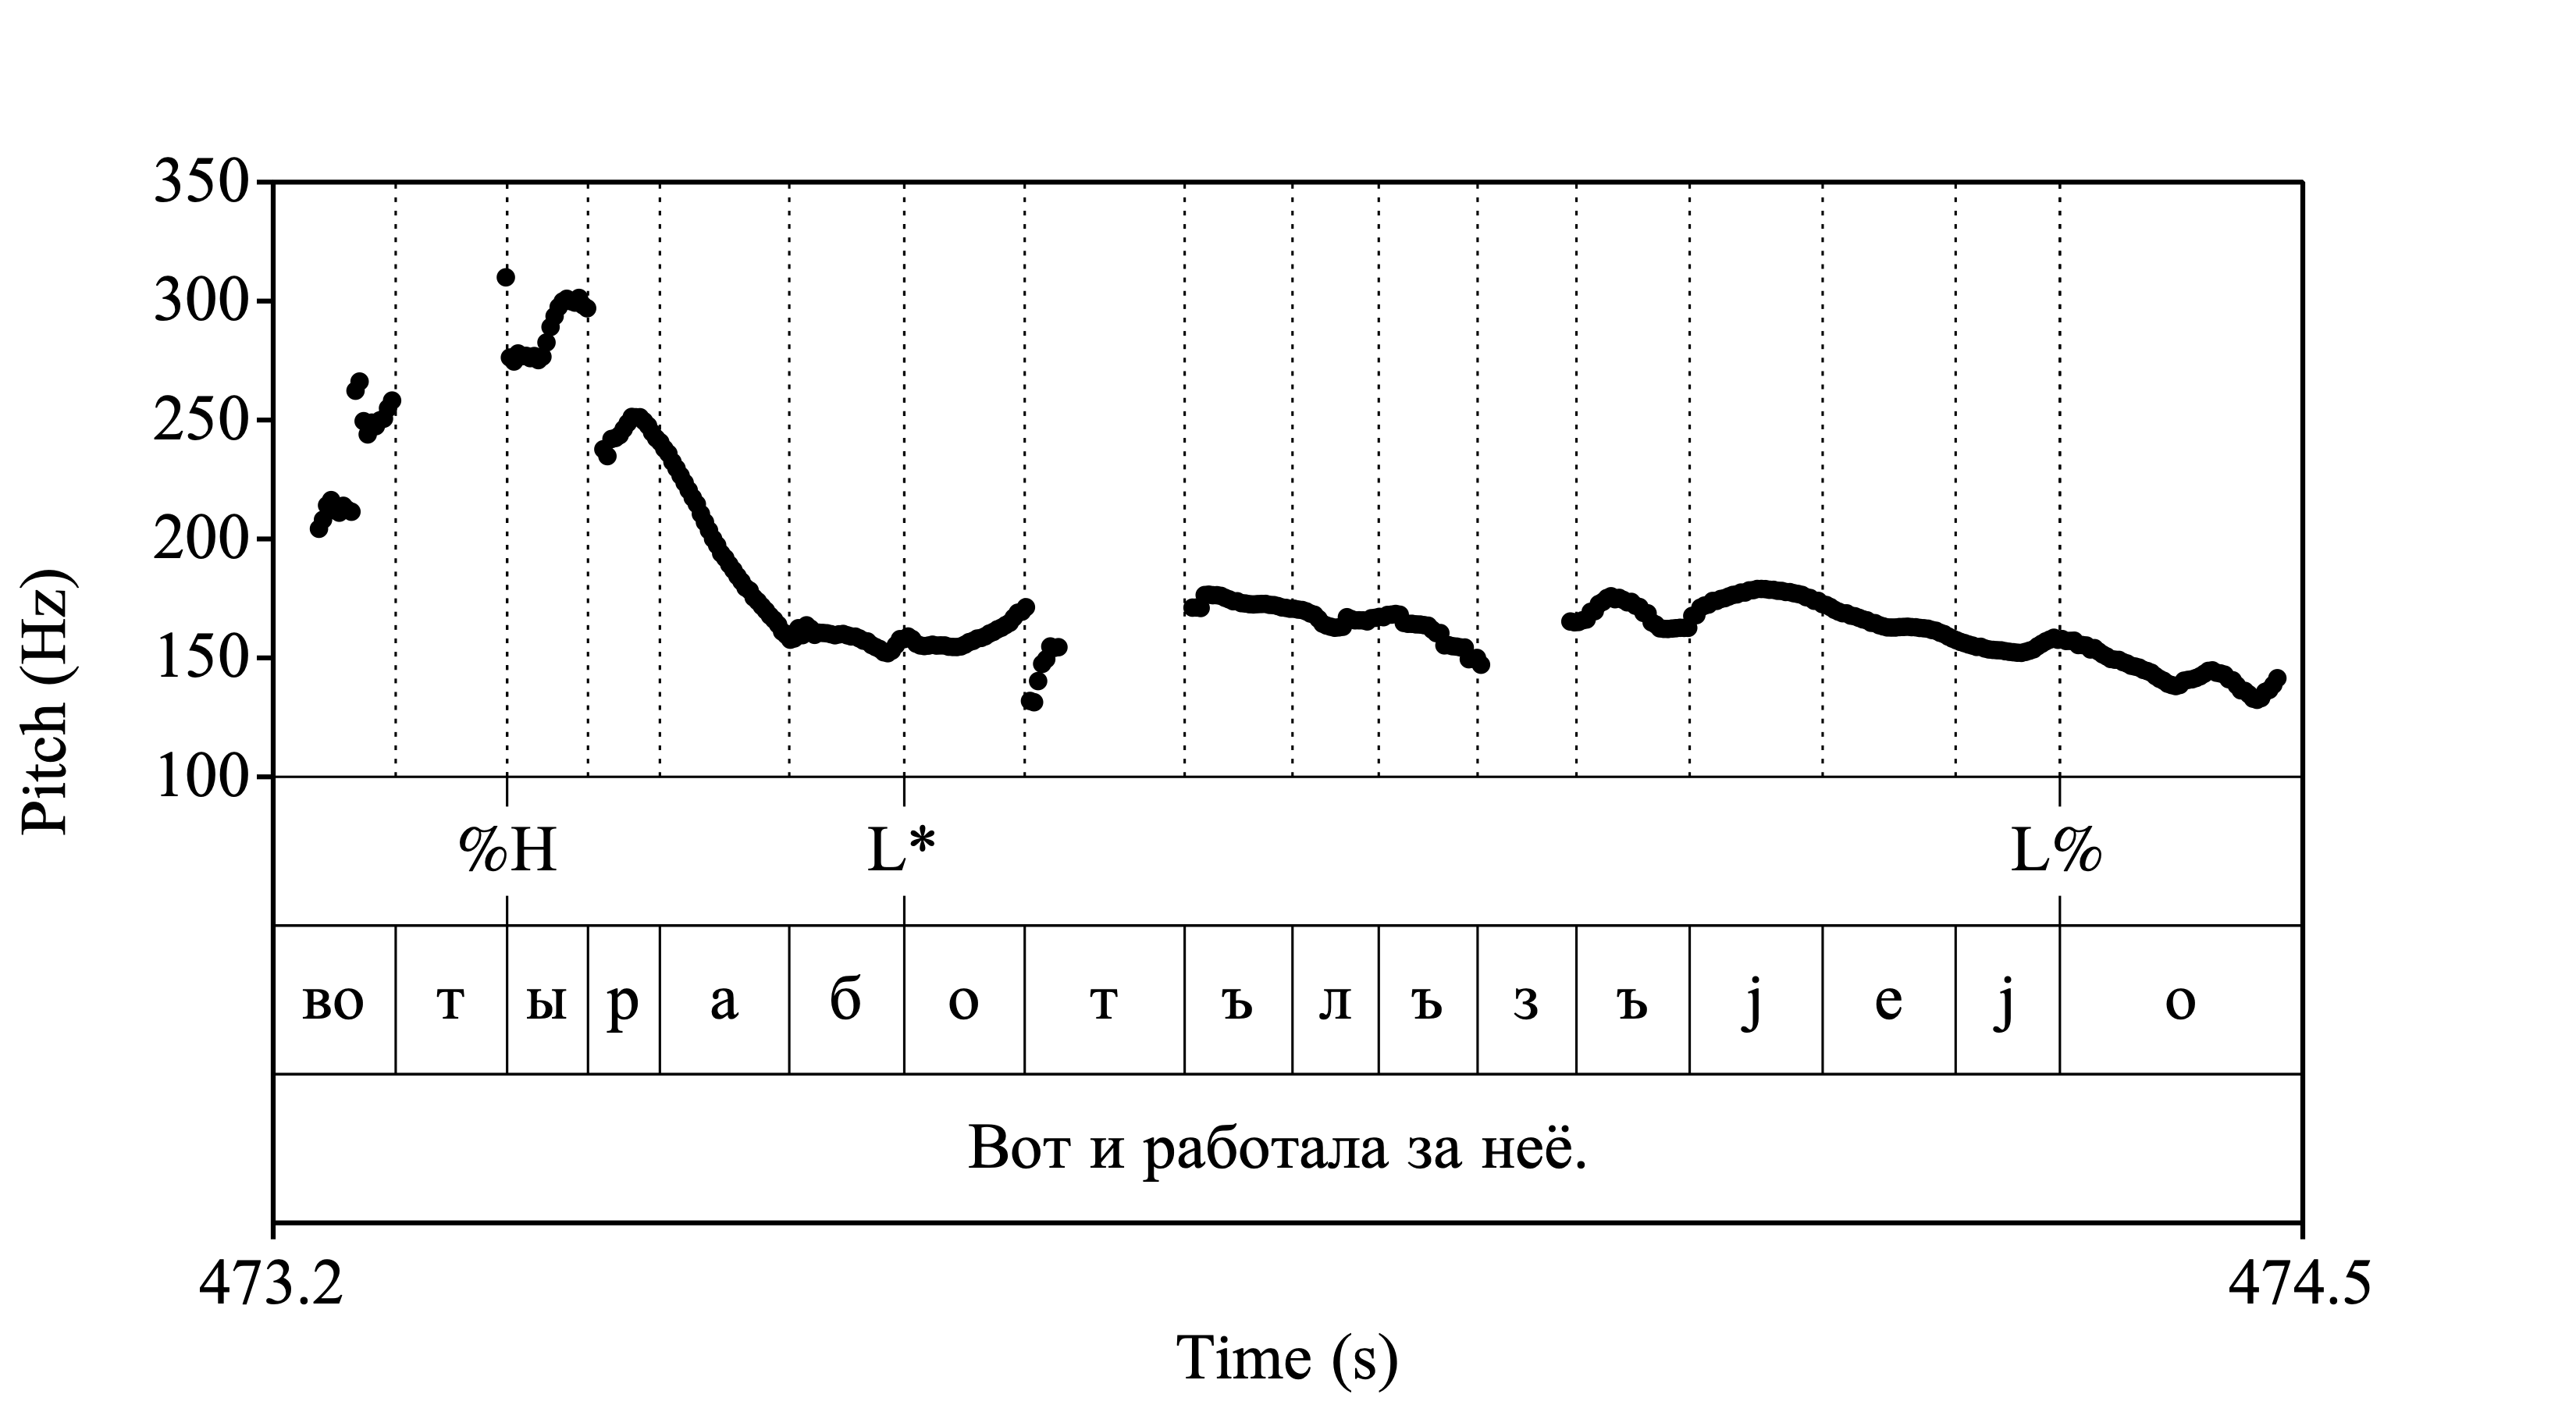 350
300
250
200
150
100
Pitch (Hz)
%H L* L%
во т ы р а б о т ъ л ъ з ъ j е j о
Вот и работала за неё.
473.2 474.5
Time (s)